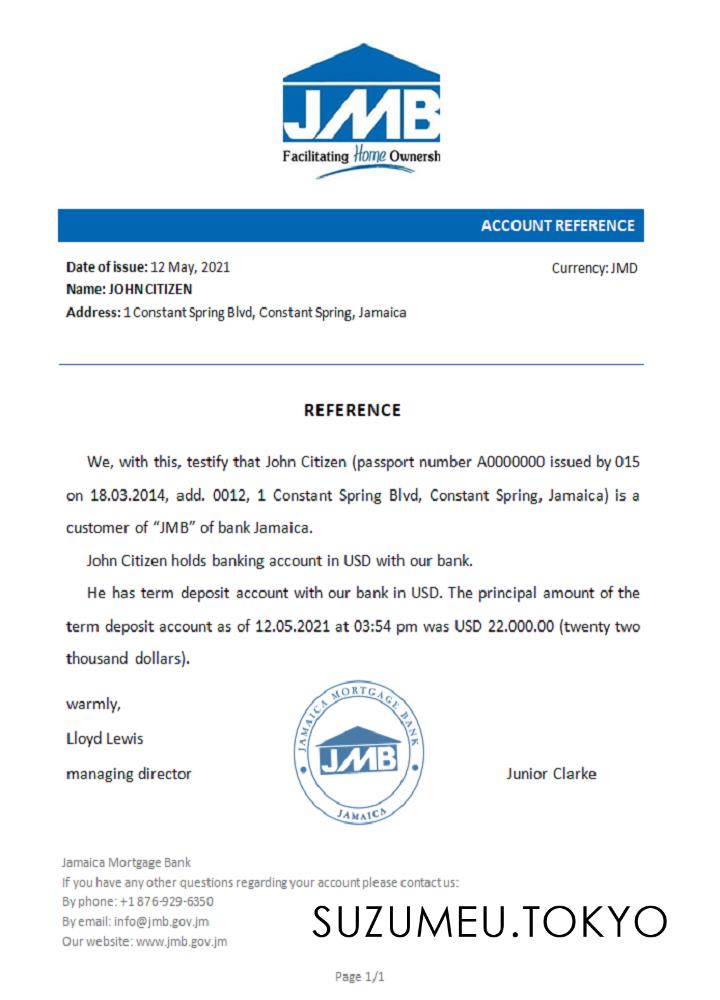 JMB
Facilitating Home Ownersh
ACCOUNT REFERENCE
Date of issue: 12 May, 2021
Currency: JMD
Name: JOHN CITIZEN
Address: 1 Constant Spring Blvd, Constant Spring, Jamaica
REFERENCE
We, with this, testify that John Citizen (passport number A0000000 issued by 015
on 18.03.2014, add. 0012, 1 Constant Spring Blvd, Constant Spring, Jamaica) is a
customer of “JMB” of bank Jamaica.
John Citizen holds banking account in USD with our bank.
He has term deposit account with our bank in USD. The principal amount of the
term deposit account as of 12.05.2021 at 03:54 pm was USD 22.000.00 (twenty two
thousand dollars).
warmly,
Lloyd Lewis
managing director
JAMAICA MORTGAGE BANK
JMB
JAMAICA
Junior Clarke
Jamaica Mortgage Bank
If you have any other questions regarding your account please contact us:
By phone: +1 876-929-6350
By email: info@jmb.gov.jm
Our website: www.jmb.gov.jm
SUZUMEU.TOKYO
Page 1/1